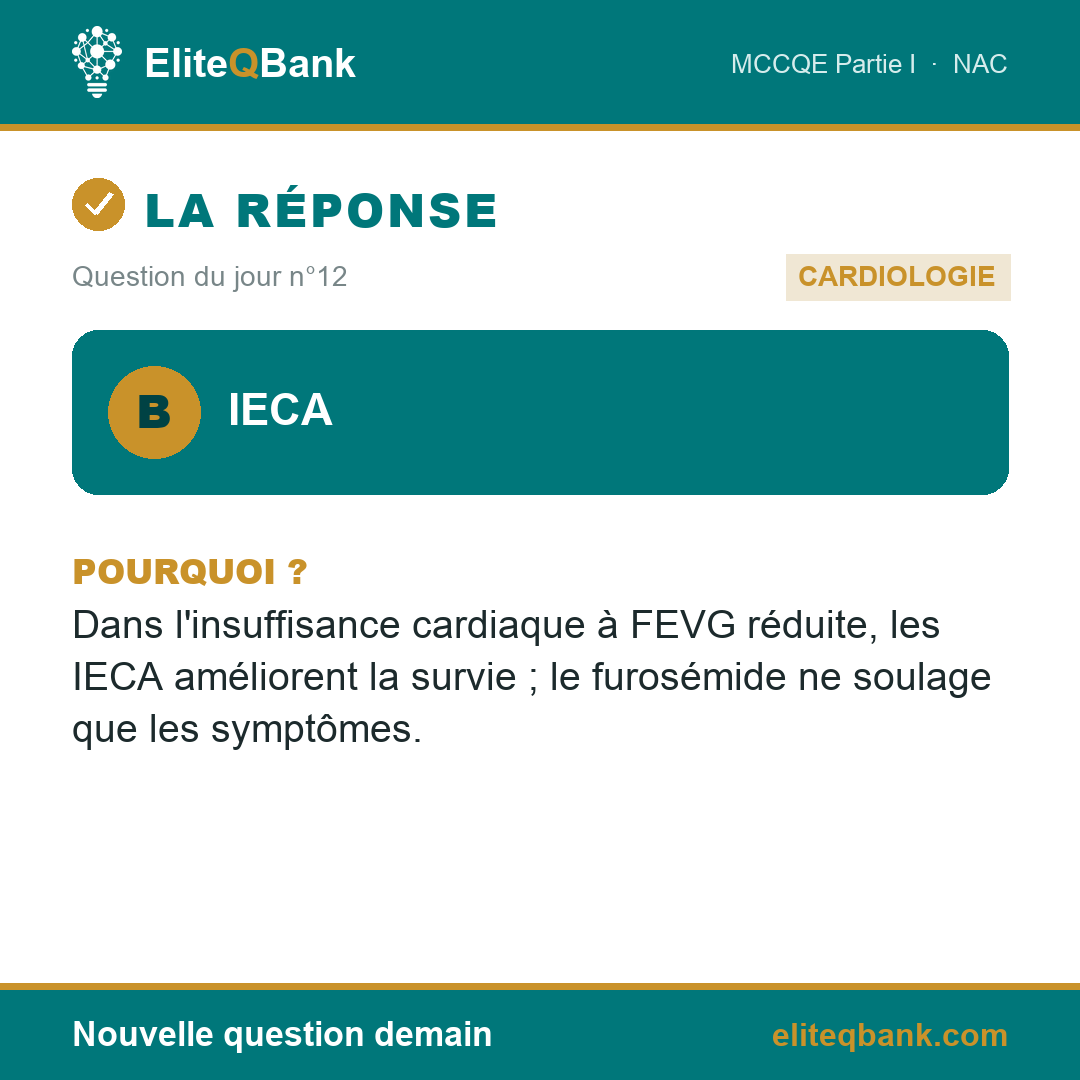 EliteQBank
MCCQE Partie I · NAC
LA RÉPONSE
Question du jour n°12
CARDIOLOGIE
B
IECA
POURQUOI ?
Dans l'insuffisance cardiaque à FEVG réduite, les
IECA améliorent la survie ; le furosémide ne soulage
que les symptômes.
Nouvelle question demain
eliteqbank.com